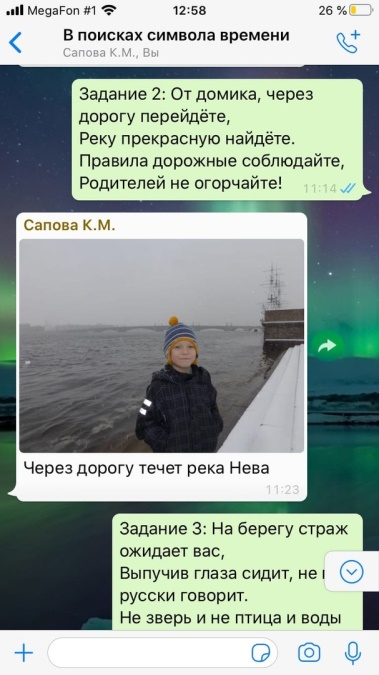 MegaFon #1
12:58
26 %
В поисках символа времени
Сапова К.М., Вы
Задание 2: От домика, через
дорогу перейдёте,
Реку прекрасную найдёте.
Правила дорожные соблюдайте,
Родителей не огорчайте!
11:14
Сапова К.М.
Через дорогу течет река Нева
11:23
Задание 3: На берегу страж
ожидает вас,
Выпучив глаза сидит, не
русски говорит.
Не зверь и не птица и воды